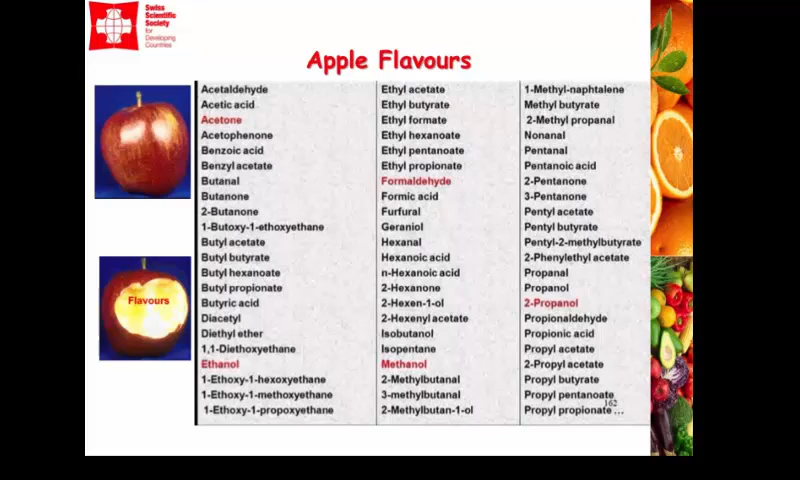 Swiss
Scientific
Society
for
Developing
Countries
Apple Flavours
Acetaldehyde
Acetic acid
Acetone
Acetophenone
Benzoic acid
Benzyl acetate
Butanal
Butanone
2-Butanone
1-Butoxy-1-ethoxyethane
Butyl acetate
Butyl butyrate
Butyl hexanoate
Butyl propionate
Butyric acid
Diacetyl
Diethyl ether
1,1-Diethoxyethane
Ethanol
1-Ethoxy-1-hexoxyethane
1-Ethoxy-1-methoxyethane
1-Ethoxy-1-propoxyethane
Ethyl acetate
Ethyl butyrate
Ethyl formate
Ethyl hexanoate
Ethyl pentanoate
Ethyl propionate
Formaldehyde
Formic acid
Furfural
Geraniol
Hexanal
Hexanoic acid
n-Hexanoic acid
2-Hexanone
2-Hexen-1-ol
2-Hexenyl acetate
Isobutanol
Isopentane
Methanol
2-Methylbutanal
3-methylbutanal
2-Methylbutan-1-ol
1-Methyl-naphtalene
Methyl butyrate
2-Methyl propanal
Nonanal
Pentanal
Pentanoic acid
2-Pentanone
3-Pentanone
Pentyl acetate
Pentyl butyrate
Pentyl-2-methylbutyrate
2-Phenylethyl acetate
Propanal
Propanol
2-Propanol
Propionaldehyde
Propionic acid
Propyl acetate
2-Propyl acetate
Propyl butyrate
Propyl pentanoate
Propyl propionate ...
Flavours
162